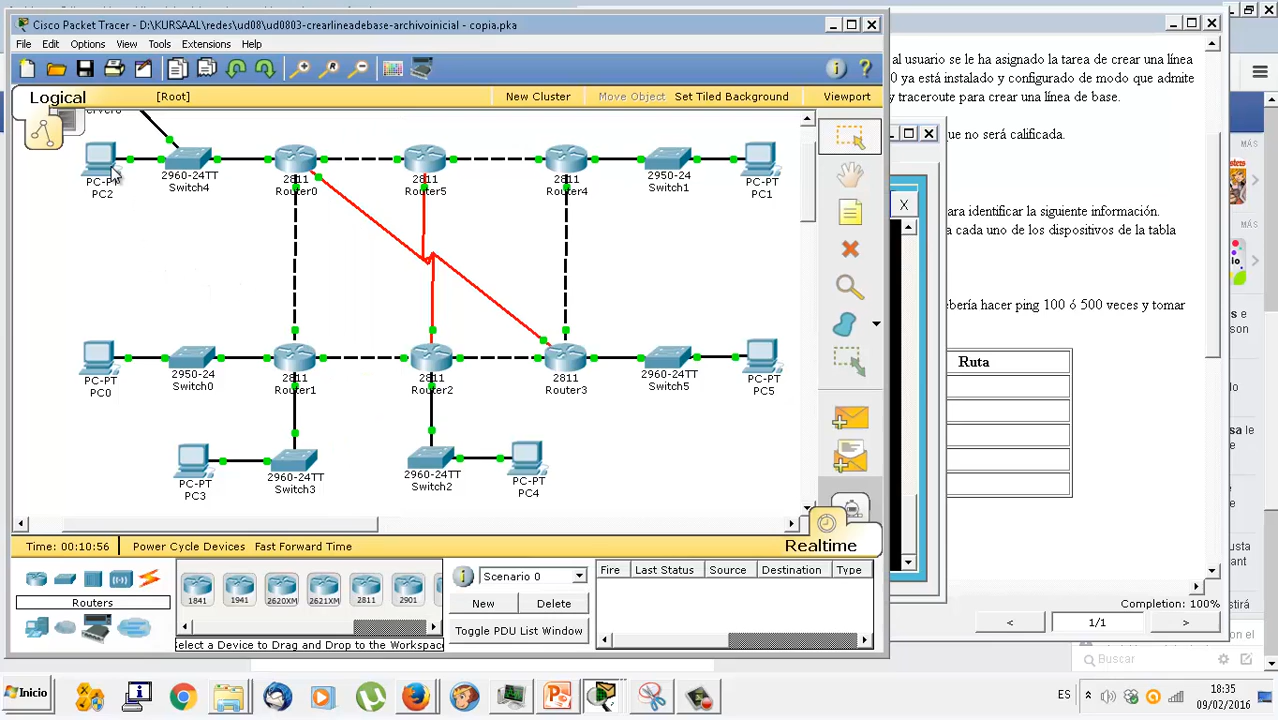 Cisco Packet Tracer - D:\KURSAAL\redes\ud08\ud0803-crearlineadebase-archivoinicial - copia.pka
File Edit Options View Tools Extensions Help
Logical
[Root]
New Cluster
Move Object
Set Tiled Background
Viewport
PC-PT
PC2
2960-24TT
Switch4
2811
Router0
2811
Router5
2811
Router4
2950-24
Switch1
PC-PT
PC1
PC-PT
PC0
2950-24
Switch0
2811
Router1
2811
Router2
2811
Router3
2960-24TT
Switch5
PC-PT
PC5
PC-PT
PC3
2960-24TT
Switch3
2960-24TT
Switch2
PC-PT
PC4
Time: 00:10:56
Power Cycle Devices Fast Forward Time
Realtime
Routers
1841
1941
2620XM
2621XM
2811
2901
elect a Device to Drag and Drop to the Workspac
Scenario 0
New
Delete
Toggle PDU List Window
Fire
Last Status
Source
Destination
Type
al usuario se le ha asignado la tarea de crear una línea
0 ya está instalado y configurado de modo que admite
y traceroute para crear una línea de base.
que no será calificada.
X
ara identificar la siguiente información.
a cada uno de los dispositivos de la tabla
ebería hacer ping 100 ó 500 veces y tomar
Ruta
Completion: 100%
<
1/1
>
MÁS
MÁS
Buscar
Inicio
ES
18:35
09/02/2016